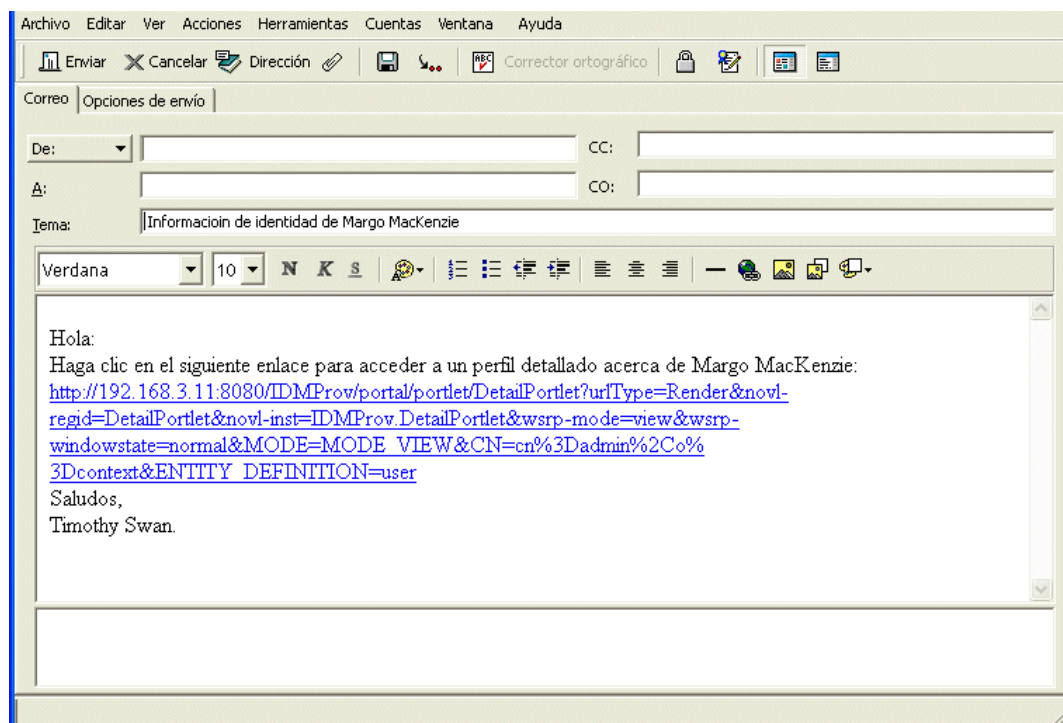 Archivo Editar Ver Acciones Herramientas Cuentas Ventana Ayuda
Enviar Cancelar Dirección ABC Corrector ortográfico
Correo Opciones de envío
De: CC:
A: CO:
Tema: Informacioin de identidad de Margo MacKenzie
Verdana 10 N K S
Hola:
Haga clic en el siguiente enlace para acceder a un perfil detallado acerca de Margo MacKenzie:
http://192.168.3.11:8080/IDMProv/portal/portlet/DetailPortlet?urlType=Render&novl-
regid=DetailPortlet&novl-inst=IDMProv.DetailPortlet&wsrp-mode=view&wsrp-
windowstate=normal&MODE=MODE_VIEW&CN=cn%3Dadmin%2Co%
3Dcontext&ENTITY_DEFINITION=user
Saludos,
Timothy Swan.